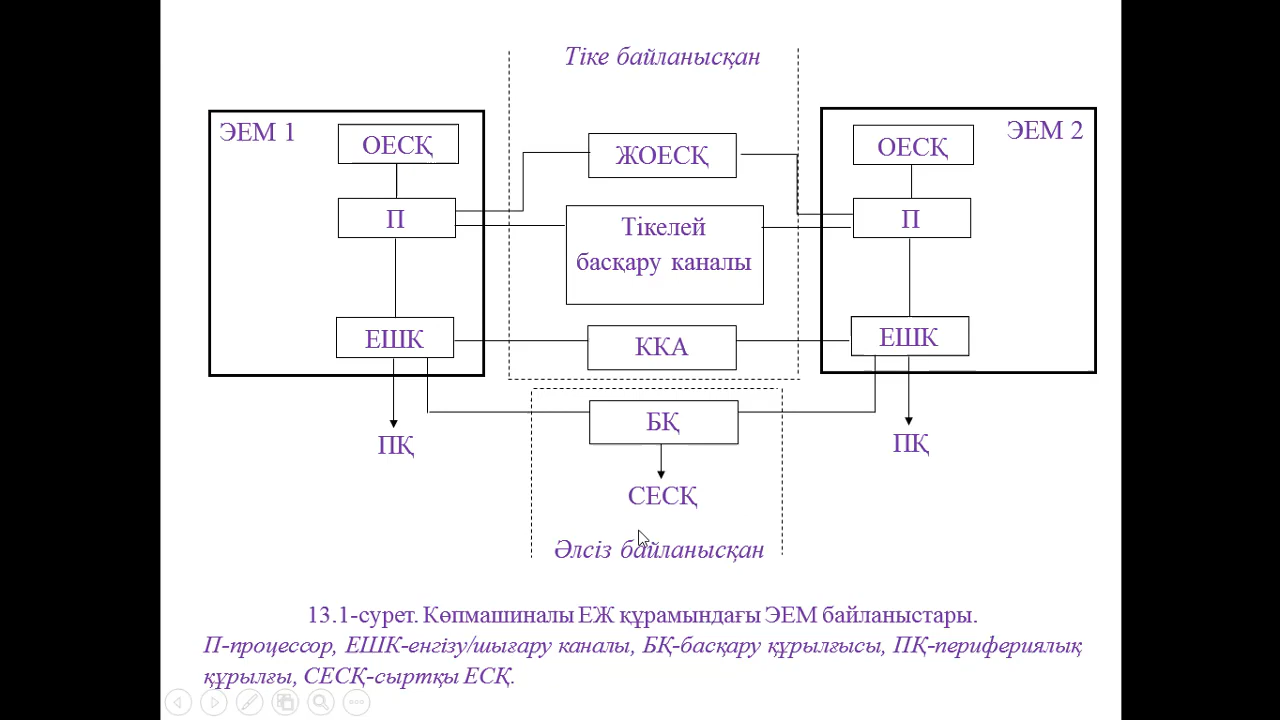 Тіке байланысқан
ЭЕМ 1
ОЕСҚ
ЖОЕСҚ
ОЕСҚ
ЭЕМ 2
П
Тікелей
басқару каналы
П
ЕШК
ККА
ЕШК
ПҚ
БҚ
ПҚ
СЕСҚ
Әлсіз байланысқан
13.1-сурет. Көпмашиналы ЕЖ құрамындағы ЭЕМ байланыстары.
П-процессор, ЕШК-енгізу/шығару каналы, БҚ-басқару құрылғысы, ПҚ-перифериялық
құрылғы, СЕСҚ-сыртқы ЕСҚ.